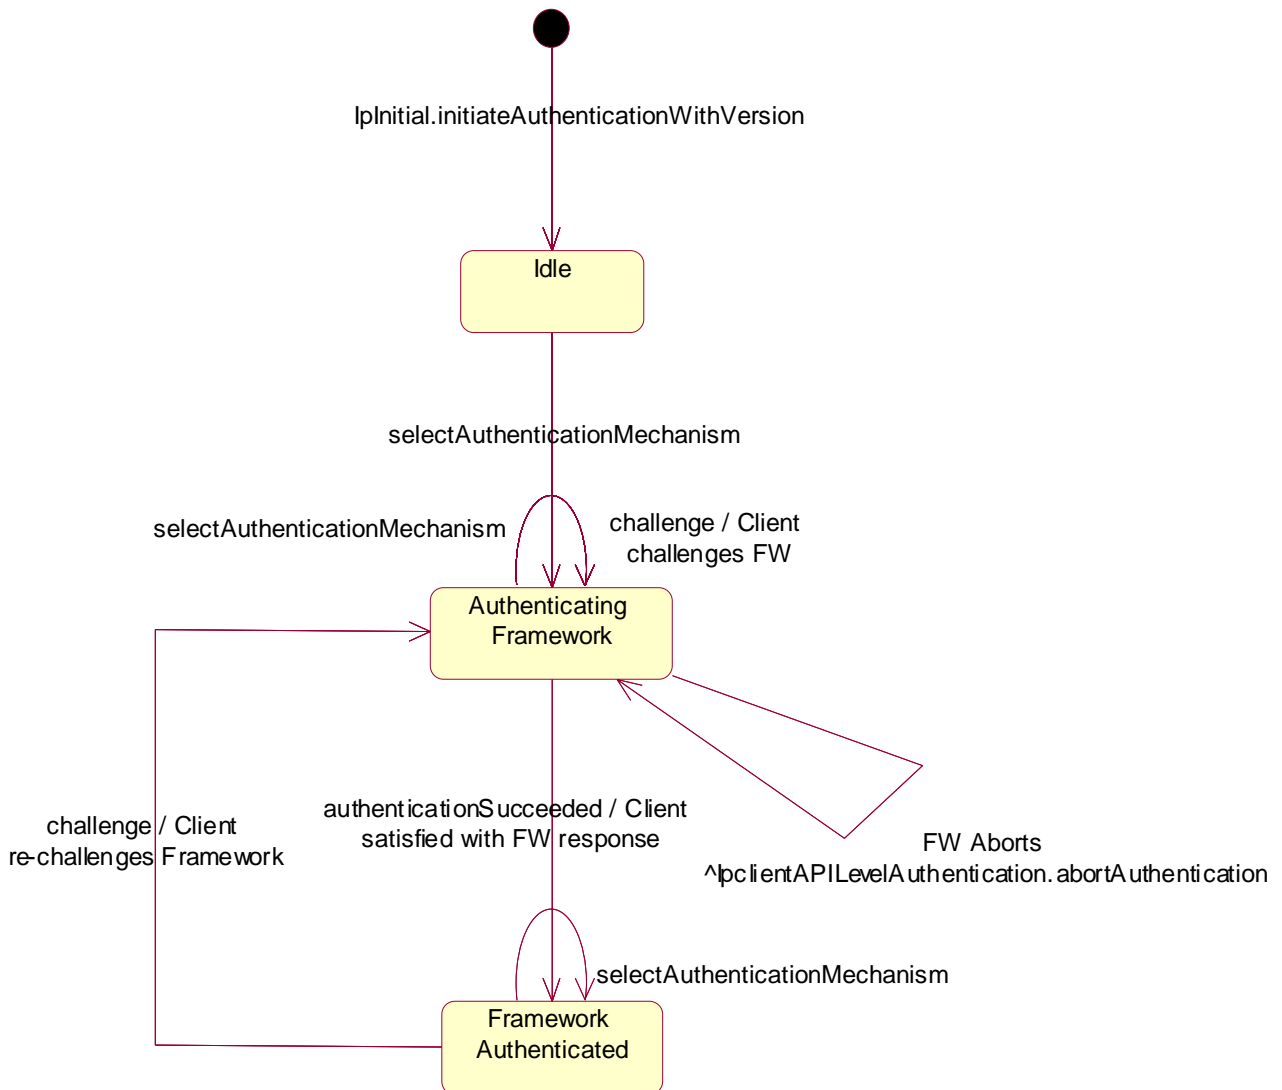 IpInitial.initiateAuthenticationWithVersion
Idle
selectAuthenticationMechanism
selectAuthenticationMechanism
challenge / Client
challenges FW
Authenticating
Framework
authenticationSucceeded / Client
satisfied with FW response
challenge / Client
re-challenges Framework
FW Aborts
^IpclientAPILevelAuthentication.abortAuthentication
selectAuthenticationMechanism
Framework
Authenticated